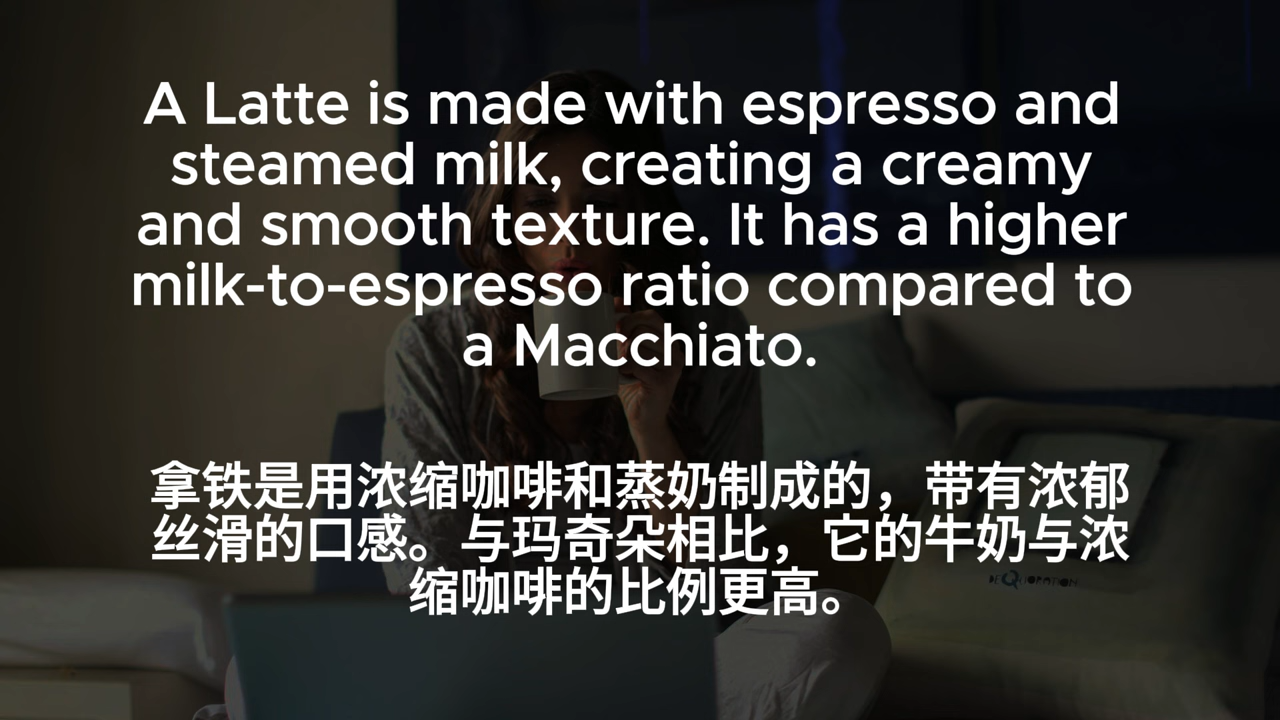 A Latte is made with espresso and
steamed milk, creating a creamy
and smooth texture. It has a higher
milk-to-espresso ratio compared to
a Macchiato.
拿铁是用浓缩咖啡和蒸奶制成的，带有浓郁
丝滑的口感。与玛奇朵相比，它的牛奶与浓
缩咖啡的比例更高。